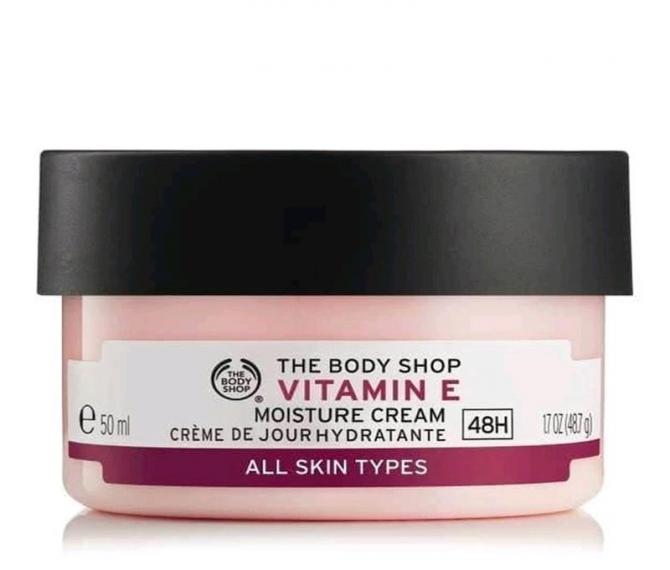 THE BODY SHOP
THE BODY SHOP®
VITAMIN E
MOISTURE CREAM
CRÈME DE JOUR HYDRATANTE
48H
e 50 ml
1.7 OZ (48.7 g)
ALL SKIN TYPES